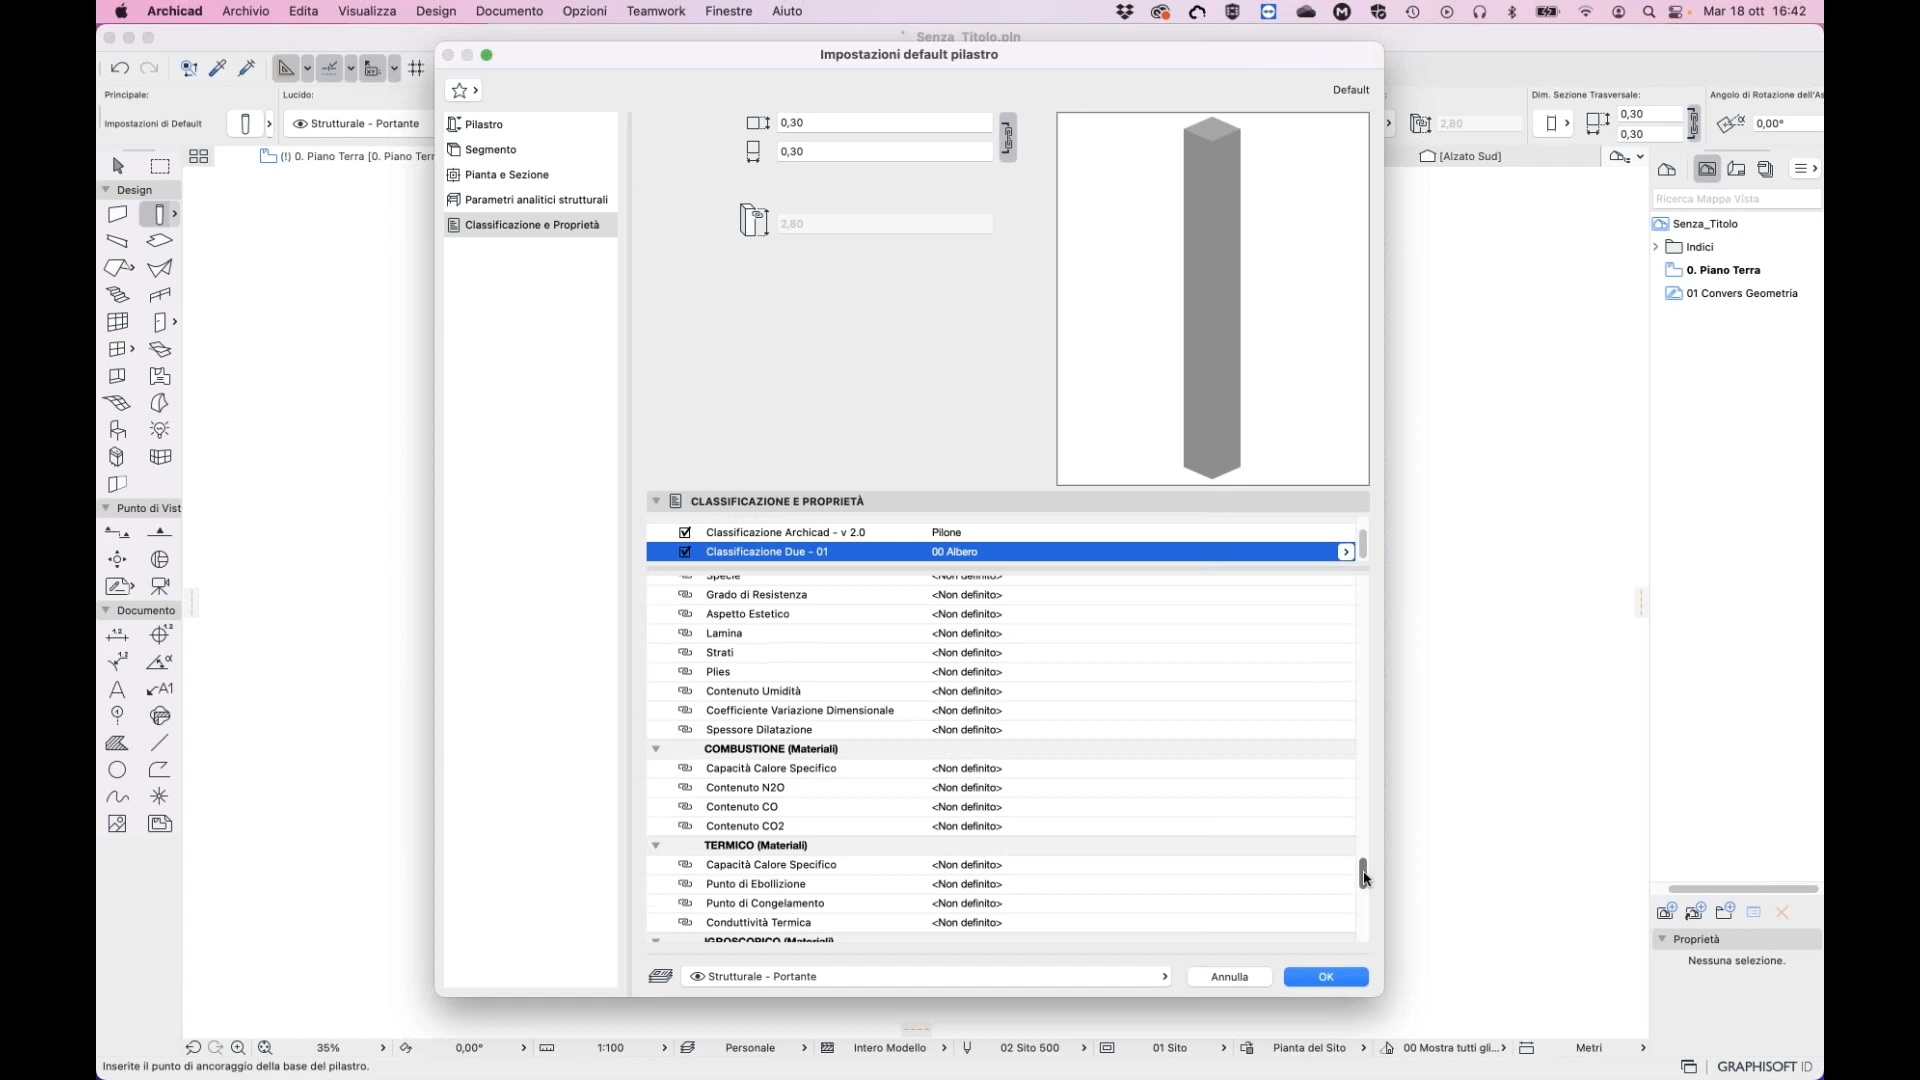 Archicad Archivio Edita Visualizza Design Documento Opzioni Teamwork Finestre Aiuto Mar 18 ott 16:42
Senza_Titolo.pln
Impostazioni default pilastro
Default
Principale:
Lucido:
Impostazioni di Default
Strutturale - Portante
(!) 0. Piano Terra [0. Piano Terr
Design
Punto di Vist
Documento
Pilastro
Segmento
Pianta e Sezione
Parametri analitici strutturali
Classificazione e Proprietà
0,30
0,30
2,80
CLASSIFICAZIONE E PROPRIETÀ
Classificazione Archicad - v 2.0 Pilone
Classificazione Due - 01 00 Albero
Specie <Non definito>
Grado di Resistenza <Non definito>
Aspetto Estetico <Non definito>
Lamina <Non definito>
Strati <Non definito>
Plies <Non definito>
Contenuto Umidità <Non definito>
Coefficiente Variazione Dimensionale <Non definito>
Spessore Dilatazione <Non definito>
COMBUSTIONE (Materiali)
Capacità Calore Specifico <Non definito>
Contenuto N2O <Non definito>
Contenuto CO <Non definito>
Contenuto CO2 <Non definito>
TERMICO (Materiali)
Capacità Calore Specifico <Non definito>
Punto di Ebollizione <Non definito>
Punto di Congelamento <Non definito>
Conduttività Termica <Non definito>
IGROSCOPICO (Materiali)
Strutturale - Portante
Annulla
OK
Dim. Sezione Trasversale:
Angolo di Rotazione dell'As
2,80
0,30
0,30
0,00°
[Alzato Sud]
Ricerca Mappa Vista
Senza_Titolo
Indici
0. Piano Terra
01 Convers Geometria
Proprietà
Nessuna selezione.
35% 0,00° 1:100 Personale Intero Modello 02 Sito 500 01 Sito Pianta del Sito 00 Mostra tutti gli... Metri
Inserite il punto di ancoraggio della base del pilastro.
GRAPHISOFT ID